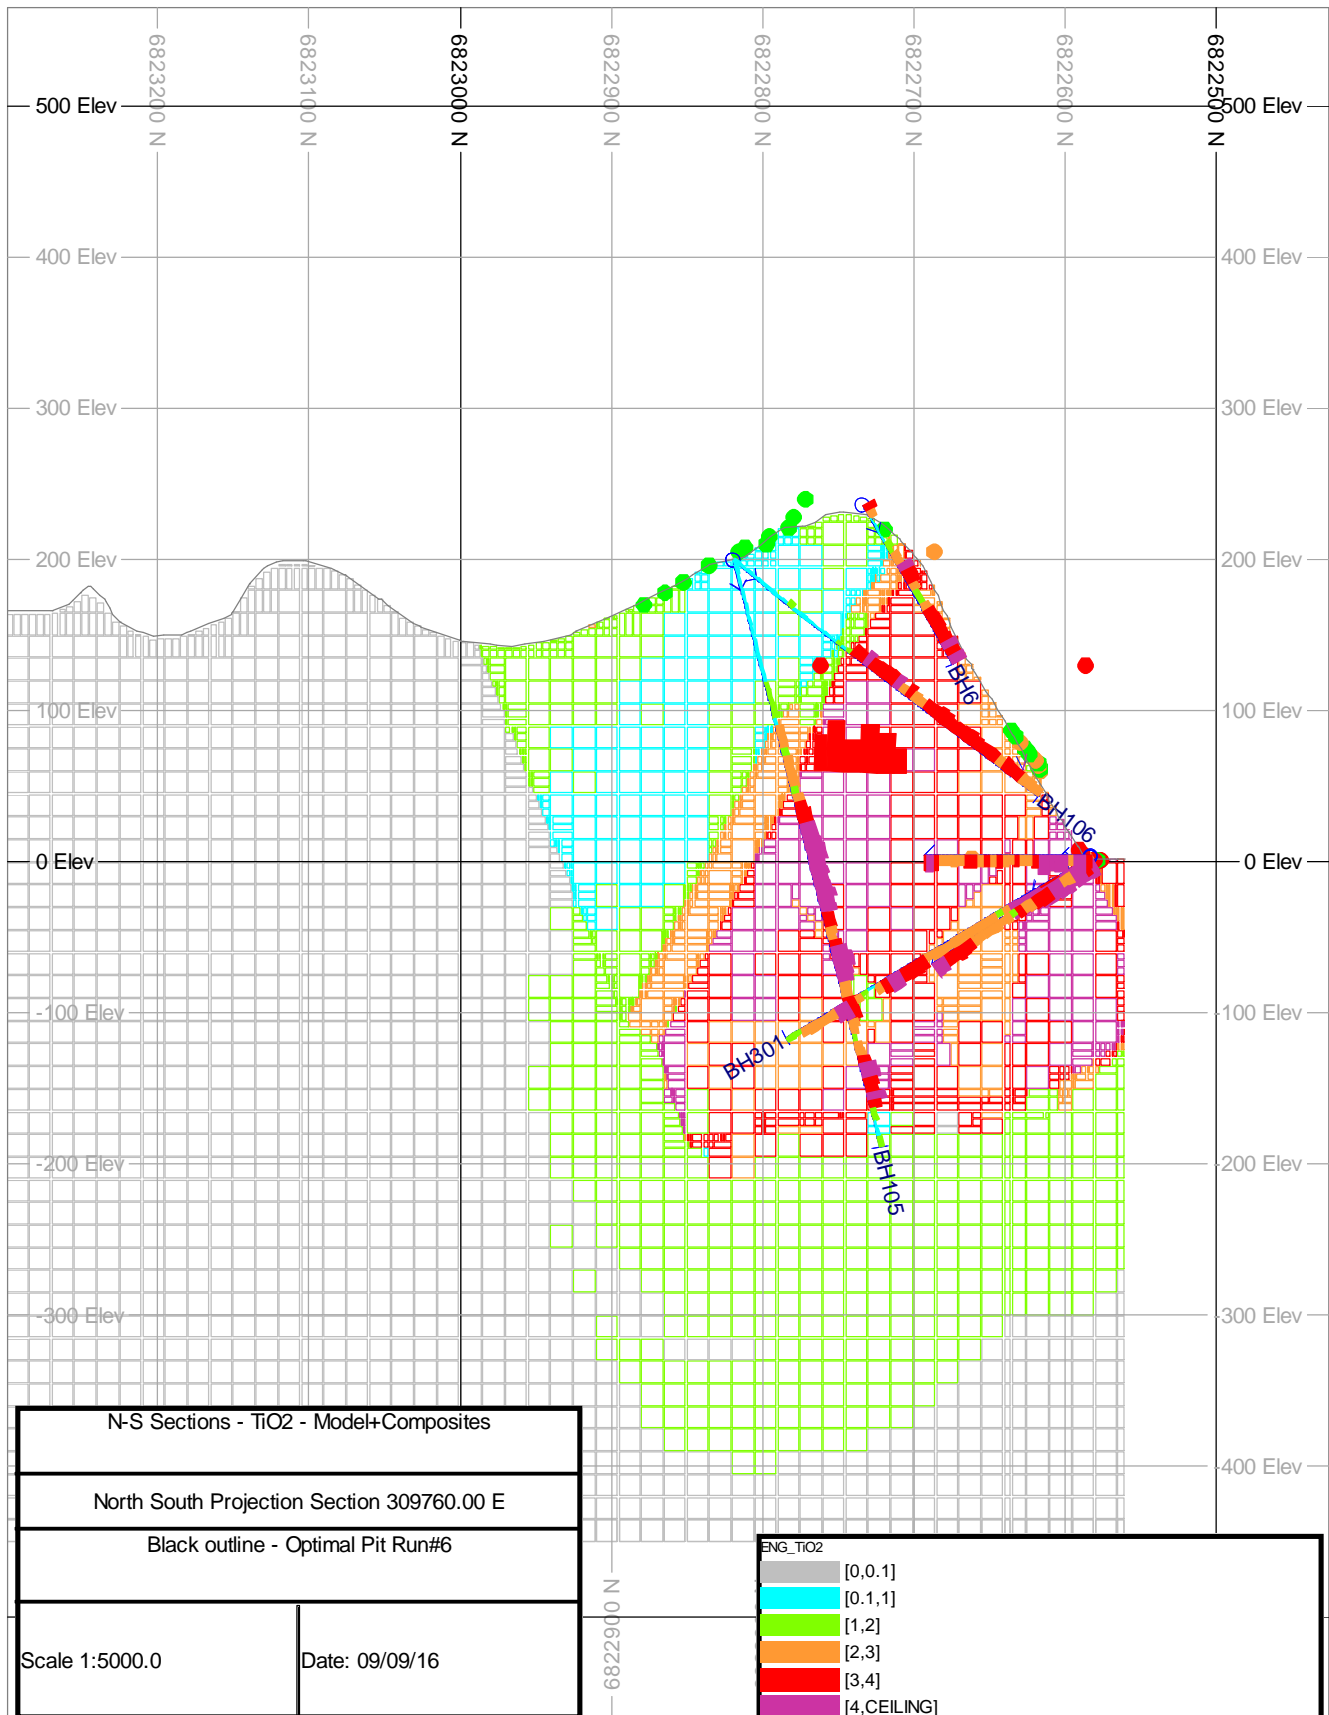 6823200 N
6823100 N
6823000 N
6822900 N
6822800 N
6822700 N
6822600 N
6822500 N
500 Elev
500 Elev
400 Elev
400 Elev
300 Elev
300 Elev
200 Elev
200 Elev
BH6
100 Elev
100 Elev
BH106
0 Elev
0 Elev
-100 Elev
-100 Elev
BH301
-200 Elev
-200 Elev
BH105
-300 Elev
-300 Elev
-400 Elev
N-S Sections - TiO2 - Model+Composites
North South Projection Section 309760.00 E
Black outline - Optimal Pit Run#6
Scale 1:5000.0
Date: 09/09/16
6822900 N
ENG_TiO2
[0,0.1]
[0.1,1]
[1,2]
[2,3]
[3,4]
[4,CEILING]